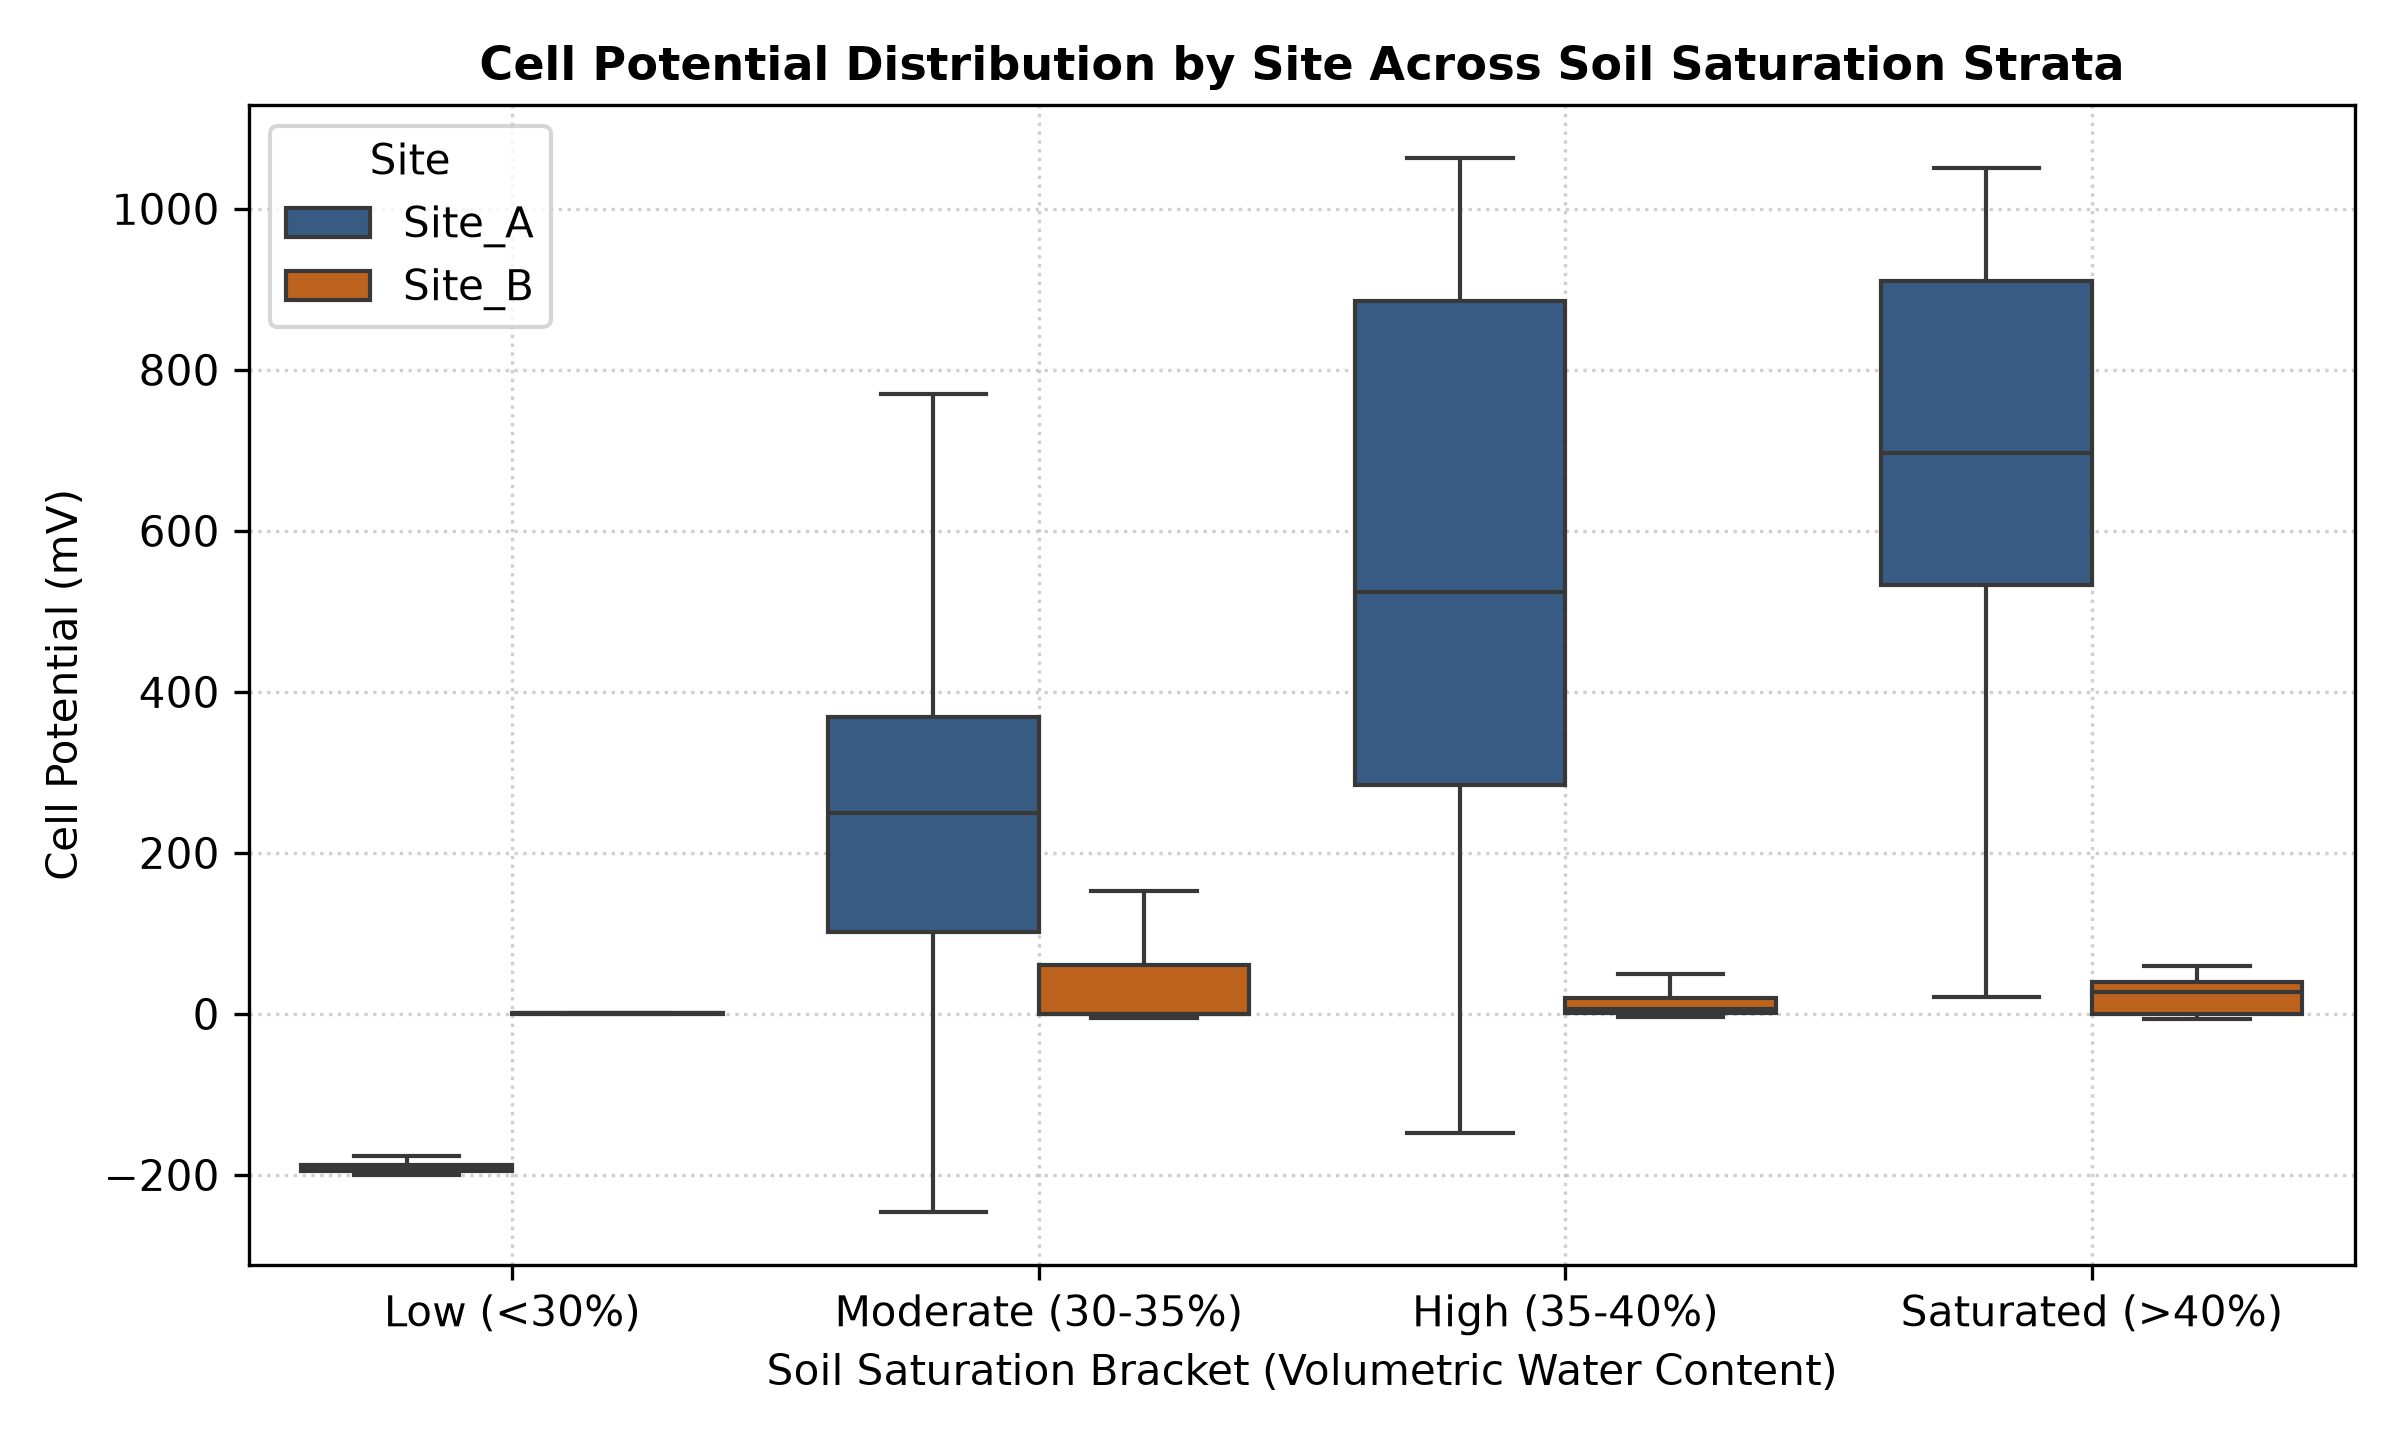 Cell Potential Distribution by Site Across Soil Saturation Strata
Site
Site_A
Site_B
Cell Potential (mV)
1000
800
600
400
200
0
−200
Low (<30%)
Moderate (30-35%)
High (35-40%)
Saturated (>40%)
Soil Saturation Bracket (Volumetric Water Content)